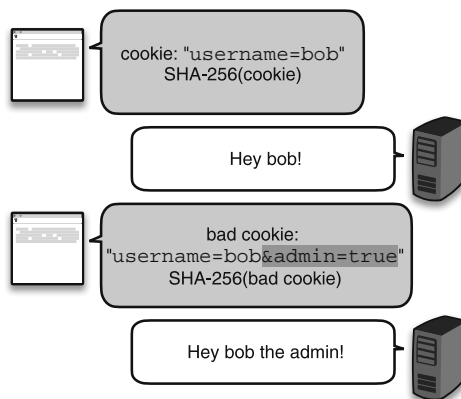 cookie: "username=bob"
SHA-256(cookie)
Hey bob!
bad cookie:
"username=bob&admin=true"
SHA-256(bad cookie)
Hey bob the admin!